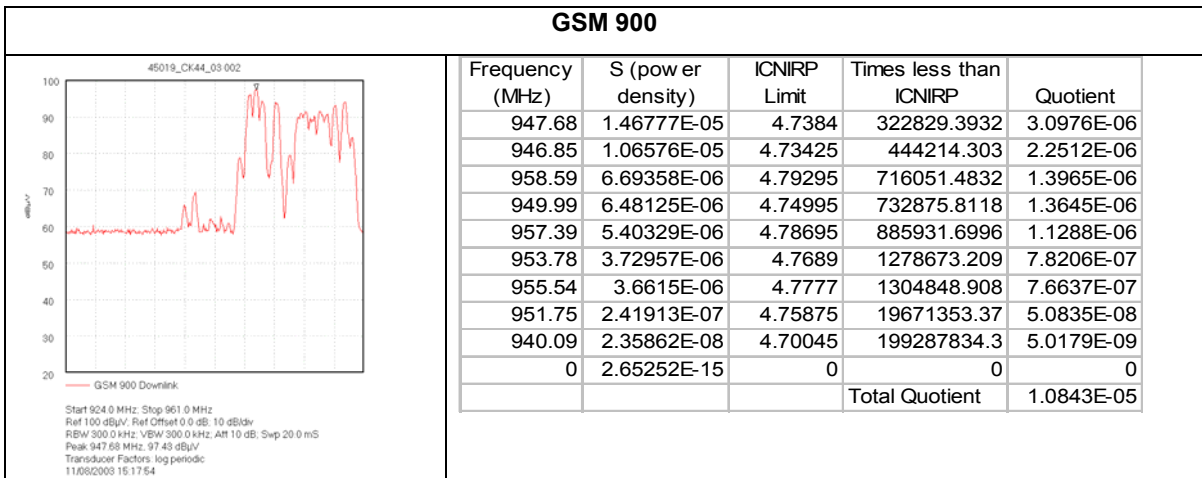 GSM 900
45019_CK44_03 002
100
90
80
70
60
50
40
30
20
dBµV
GSM 900 Downlink
Start 924.0 MHz; Stop 961.0 MHz
Ref 100 dBµV; Ref Offset 0.0 dB; 10 dB/div
RBW 300.0 kHz; VBW 300.0 kHz; Att 10 dB; Swp 20.0 mS
Peak 947.68 MHz, 97.43 dBµV
Transducer Factors: log periodic
11/08/2003 15:17:54
Frequency (MHz) S (power density) ICNIRP Limit Times less than ICNIRP Quotient
947.68 1.46777E-05 4.7384 322829.3932 3.0976E-06
946.85 1.06576E-05 4.73425 444214.303 2.2512E-06
958.59 6.69358E-06 4.79295 716051.4832 1.3965E-06
949.99 6.48125E-06 4.74995 732875.8118 1.3645E-06
957.39 5.40329E-06 4.78695 885931.6996 1.1288E-06
953.78 3.72957E-06 4.7689 1278673.209 7.8206E-07
955.54 3.6615E-06 4.7777 1304848.908 7.6637E-07
951.75 2.41913E-07 4.75875 19671353.37 5.0835E-08
940.09 2.35862E-08 4.70045 199287834.3 5.0179E-09
0 2.65252E-15 0 0 0
Total Quotient 1.0843E-05